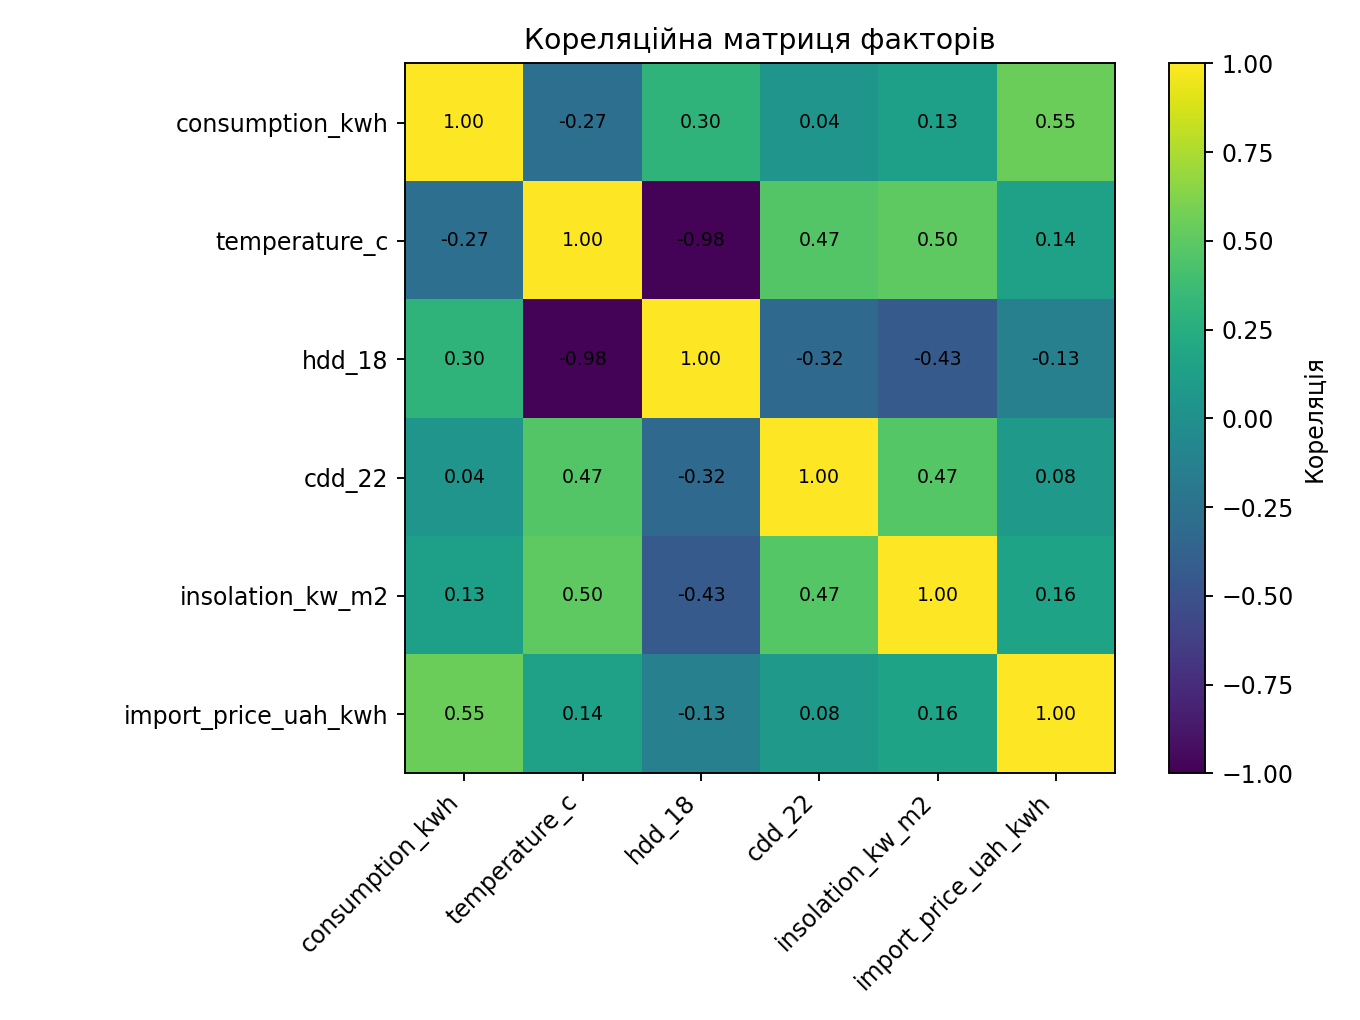 Кореляційна матриця факторів
consumption_kwh 1.00 -0.27 0.30 0.04 0.13 0.55
temperature_c -0.27 1.00 -0.98 0.47 0.50 0.14
hdd_18 0.30 -0.98 1.00 -0.32 -0.43 -0.13
cdd_22 0.04 0.47 -0.32 1.00 0.47 0.08
insolation_kw_m2 0.13 0.50 -0.43 0.47 1.00 0.16
import_price_uah_kwh 0.55 0.14 -0.13 0.08 0.16 1.00
consumption_kwh
temperature_c
hdd_18
cdd_22
insolation_kw_m2
import_price_uah_kwh
1.00
0.75
0.50
0.25
0.00
−0.25
−0.50
−0.75
−1.00
Кореляція